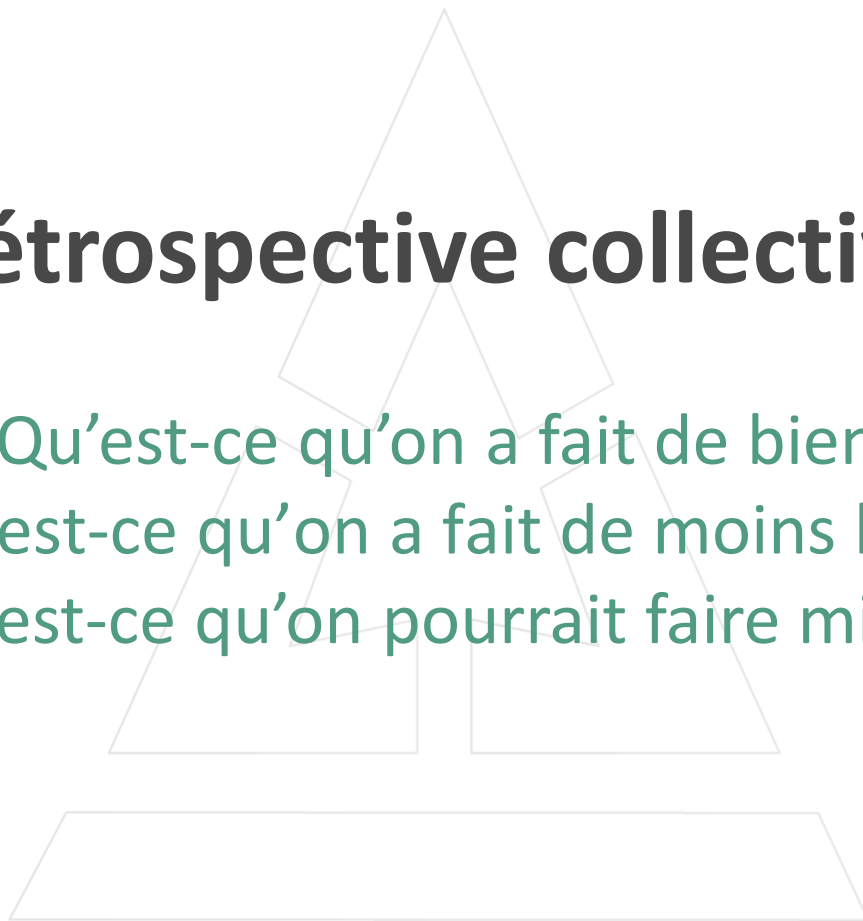 étrospective collectiv
Qu’est-ce qu’on a fait de bien
est-ce qu’on a fait de moins
est-ce qu’on pourrait faire mi